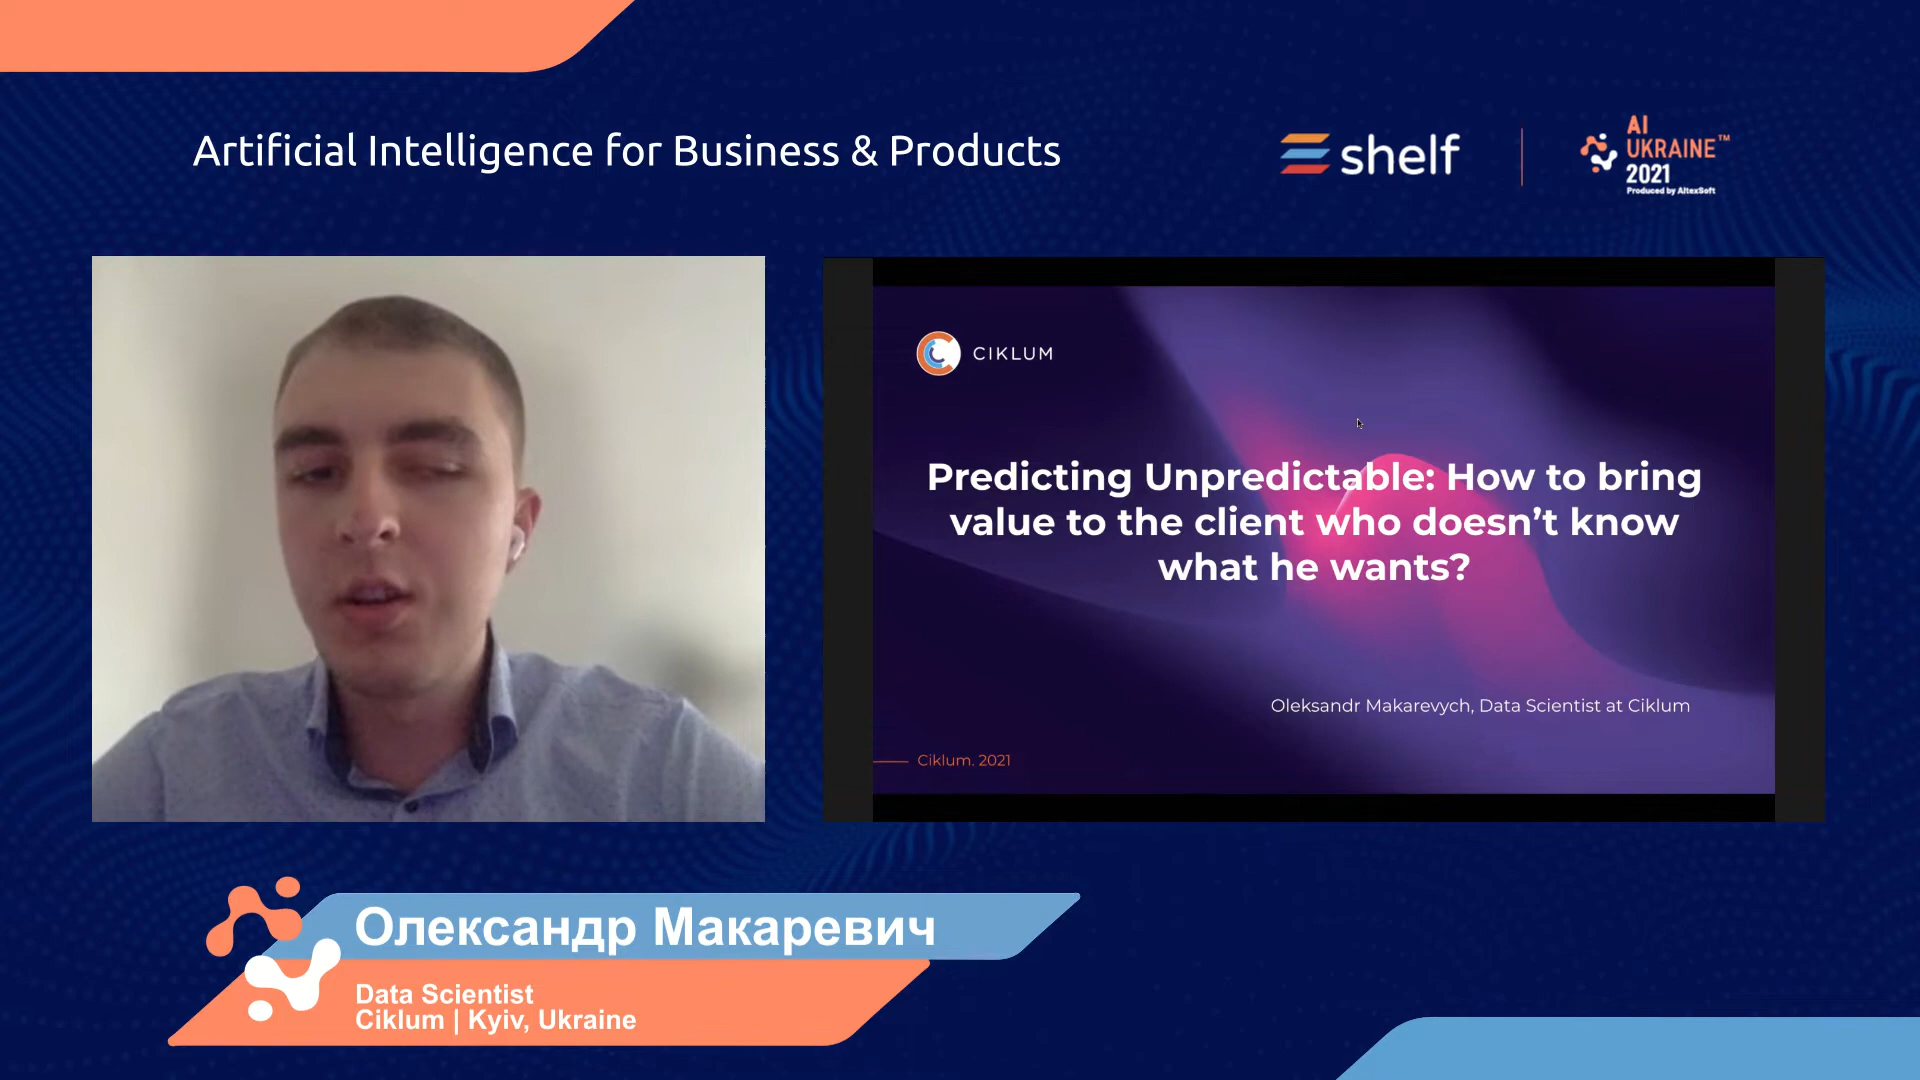 Artificial Intelligence for Business & Products
shelf
AI
UKRAINE™
2021
Produced by AltexSoft
CIKLUM
Predicting Unpredictable: How to bring
value to the client who doesn’t know
what he wants?
Oleksandr Makarevych, Data Scientist at Ciklum
Ciklum. 2021
Олександр Макаревич
Data Scientist
Ciklum | Kyiv, Ukraine